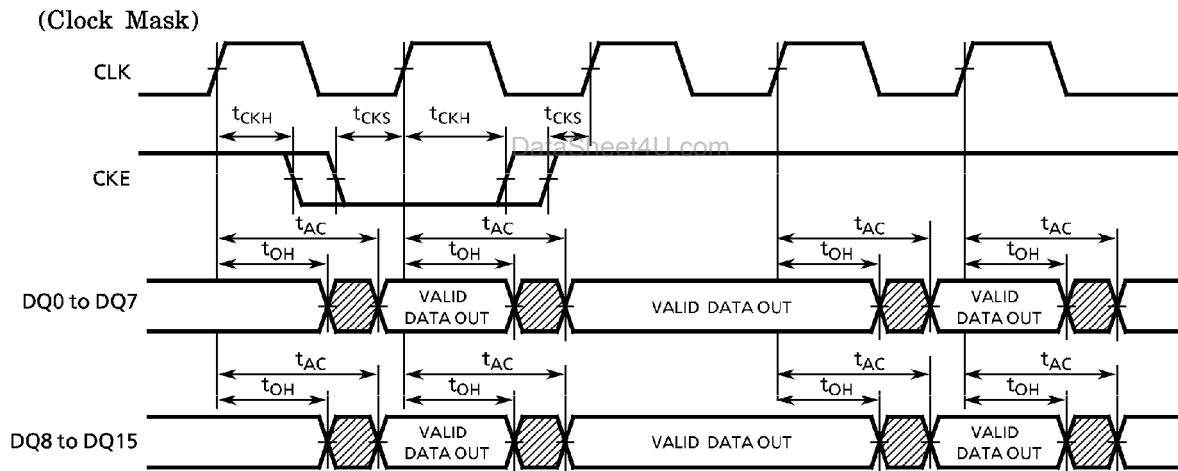 (Clock Mask)
CLK
tCKH tCKS tCKH tCKS
DataSheet4U.com
CKE
tAC tAC tAC tAC
tOH tOH tOH tOH
DQ0 to DQ7
VALID DATA OUT
VALID DATA OUT
VALID DATA OUT
tAC tAC tAC tAC
tOH tOH tOH tOH
DQ8 to DQ15
VALID DATA OUT
VALID DATA OUT
VALID DATA OUT